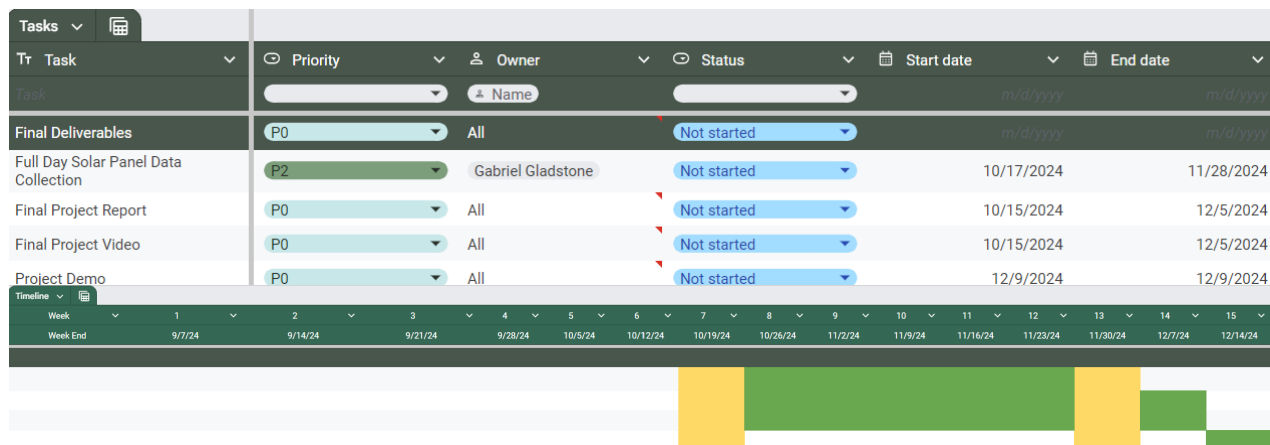 Tasks
Tт Task Priority Owner Status Start date End date
Task Name m/d/yyyy m/d/yyyy
Final Deliverables P0 All Not started m/d/yyyy m/d/yyyy
Full Day Solar Panel Data
Collection P2 Gabriel Gladstone Not started 10/17/2024 11/28/2024
Final Project Report P0 All Not started 10/15/2024 12/5/2024
Final Project Video P0 All Not started 10/15/2024 12/5/2024
Project Demo P0 All Not started 12/9/2024 12/9/2024
Timeline
Week 1 2 3 4 5 6 7 8 9 10 11 12 13 14 15
Week End 9/7/24 9/14/24 9/21/24 9/28/24 10/5/24 10/12/24 10/19/24 10/26/24 11/2/24 11/9/24 11/16/24 11/23/24 11/30/24 12/7/24 12/14/24